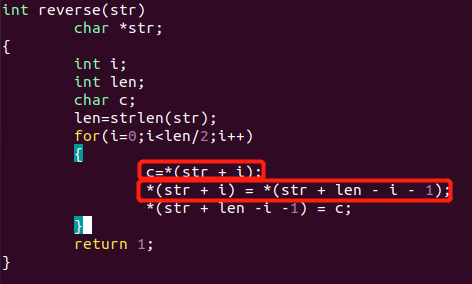 int reverse(str)
char *str;
{
int i;
int len;
char c;
len=strlen(str);
for(i=0;i<len/2;i++)
{
c=*(str + i);
*(str + i) = *(str + len - i - 1);
*(str + len -i -1) = c;
}
return 1;
}